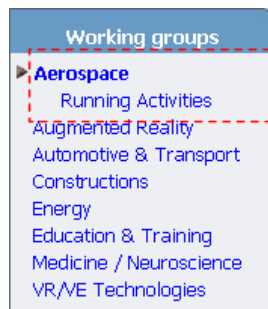 Working groups
Aerospace
Running Activities
Augmented Reality
Automotive & Transport
Constructions
Energy
Education & Training
Medicine / Neuroscience
VR/VE Technologies